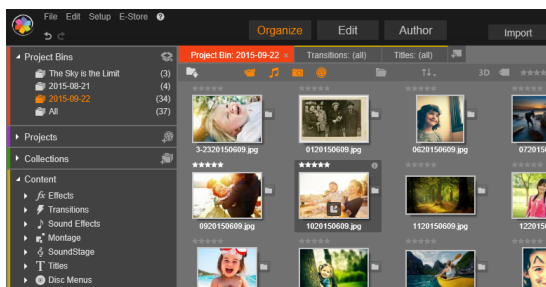 File Edit Setup E-Store ?
Organize Edit Author Import
Project Bins
The Sky is the Limit (3)
2015-08-21 (4)
2015-09-22 (34)
All (37)
Projects
Collections
Content
fx Effects
Transitions
Sound Effects
Montage
SoundStage
T Titles
Disc Menus
Project Bin: 2015-09-22 × Transitions: (all) Titles: (all)
3D
3-2320150609.jpg 0120150609.jpg 0620150609.jpg 0720150
0920150609.jpg 1020150609.jpg 1120150609.jpg 1220150